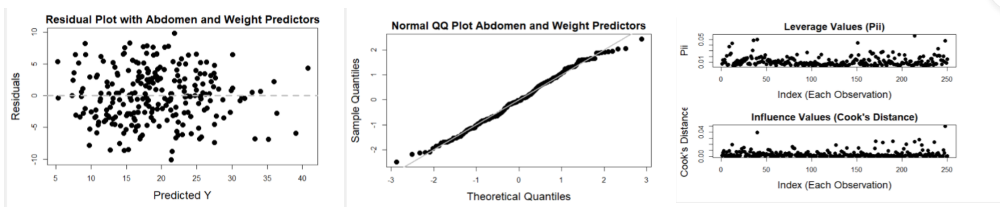 Residual Plot with Abdomen and Weight Predictors
Residuals
10
5
0
-5
-10
5 10 15 20 25 30 35 40
Predicted Y
Normal QQ Plot Abdomen and Weight Predictors
Sample Quantiles
2
1
0
-1
-2
-3 -2 -1 0 1 2 3
Theoretical Quantiles
Leverage Values (Pii)
Pii
0.05
0.01
0 50 100 150 200 250
Index (Each Observation)
Influence Values (Cook's Distance)
Cook's Distance
0.04
0.00
0 50 100 150 200 250
Index (Each Observation)